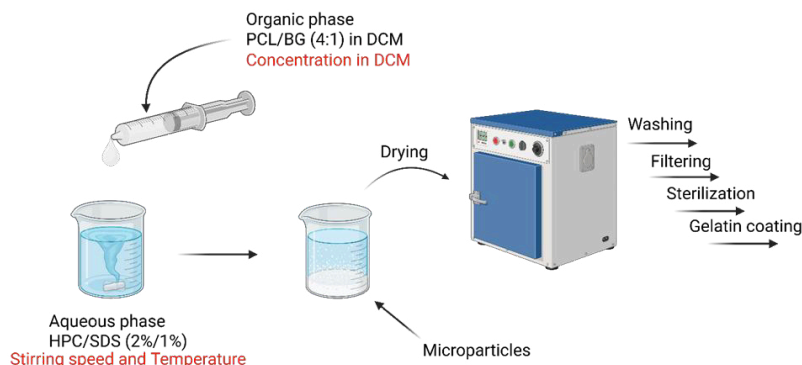 Organic phase
PCL/BG (4:1) in DCM
Concentration in DCM
Drying
Washing
Filtering
Sterilization
Gelatin coating
Aqueous phase
HPC/SDS (2%/1%)
Stirring speed and Temperature
Microparticles